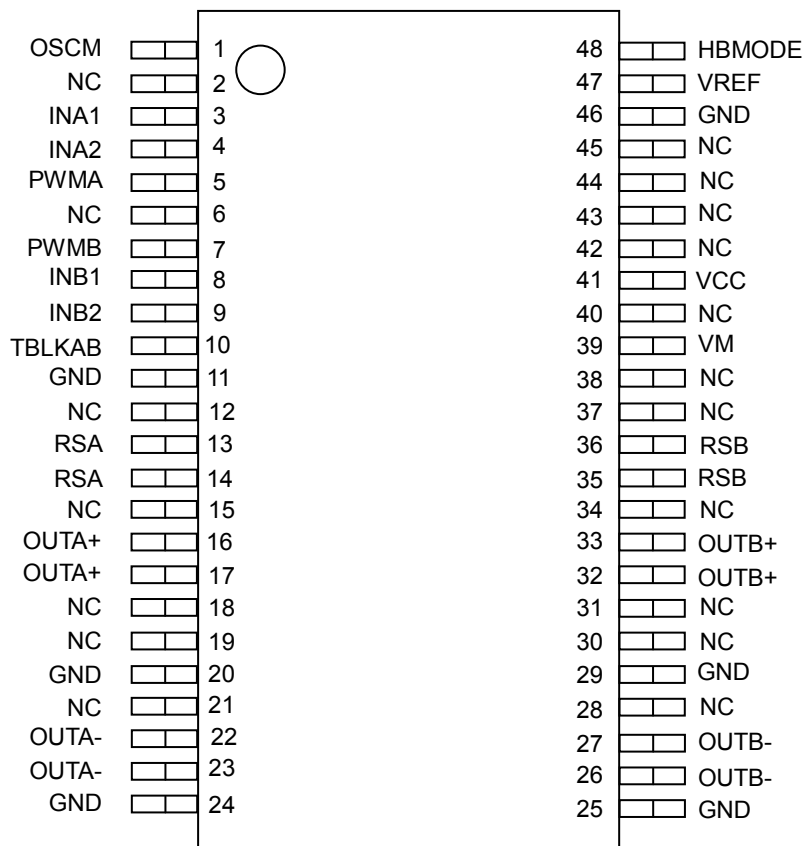 OSCM 1 48 HBMODE
NC 2 47 VREF
INA1 3 46 GND
INA2 4 45 NC
PWMA 5 44 NC
NC 6 43 NC
PWMB 7 42 NC
INB1 8 41 VCC
INB2 9 40 NC
TBLKAB 10 39 VM
GND 11 38 NC
NC 12 37 NC
RSA 13 36 RSB
RSA 14 35 RSB
NC 15 34 NC
OUTA+ 16 33 OUTB+
OUTA+ 17 32 OUTB+
NC 18 31 NC
NC 19 30 NC
GND 20 29 GND
NC 21 28 NC
OUTA- 22 27 OUTB-
OUTA- 23 26 OUTB-
GND 24 25 GND